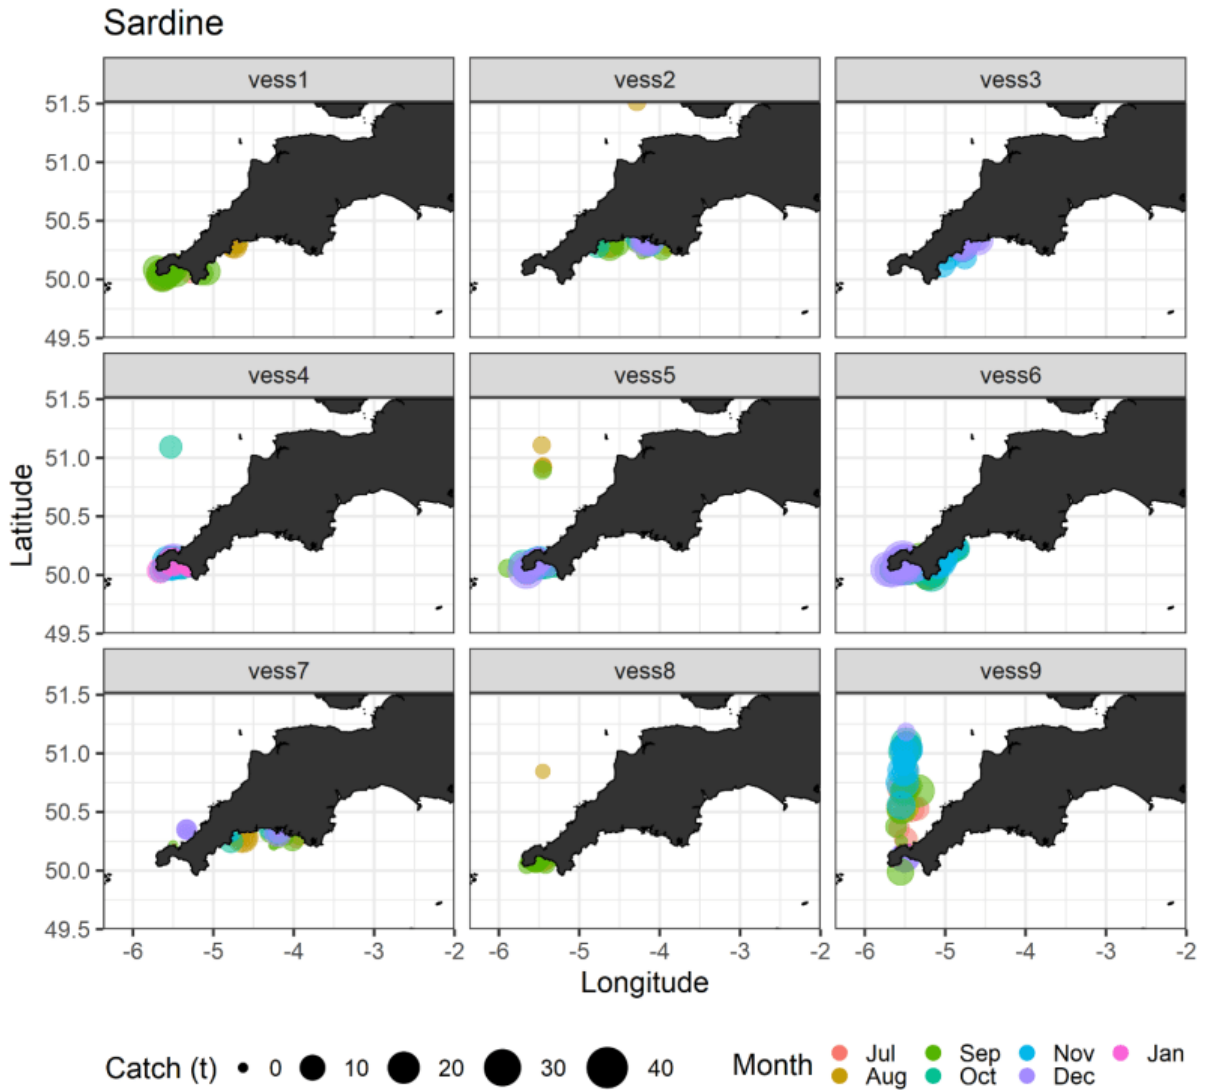 Sardine
vess1 vess2 vess3
51.5
51.0
50.5
50.0
49.5
vess4 vess5 vess6
51.5
51.0
50.5
50.0
49.5
vess7 vess8 vess9
51.5
51.0
50.5
50.0
49.5
Latitude
-6 -5 -4 -3 -2 -6 -5 -4 -3 -2 -6 -5 -4 -3 -2
Longitude
Catch (t) 0 10 20 30 40 Month
Jul Sep Nov Jan
Aug Oct Dec